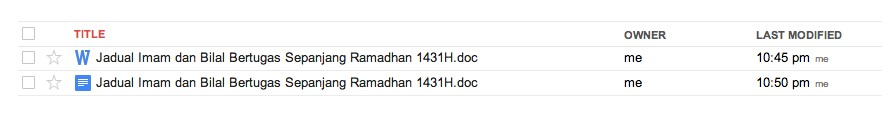 TITLE OWNER LAST MODIFIED
W Jadual Imam dan Bilal Bertugas Sepanjang Ramadhan 1431H.doc me 10:45 pm me
Jadual Imam dan Bilal Bertugas Sepanjang Ramadhan 1431H.doc me 10:50 pm me